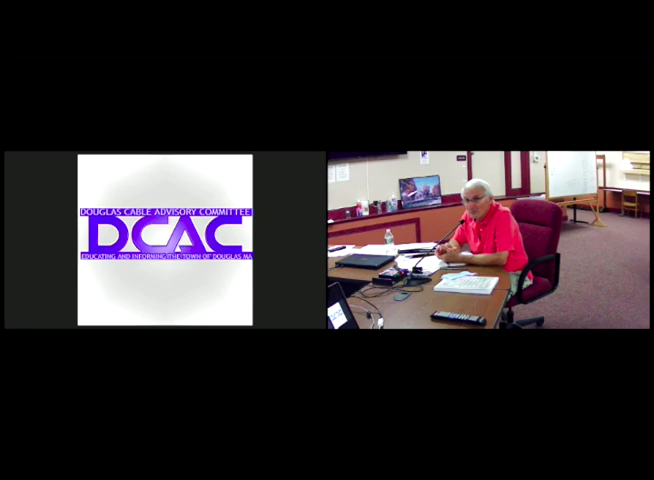 DOUGLAS CABLE ADVISORY COMMITTEE
DCAC
EDUCATING AND INFORMING THE TOWN OF DOUGLAS MA